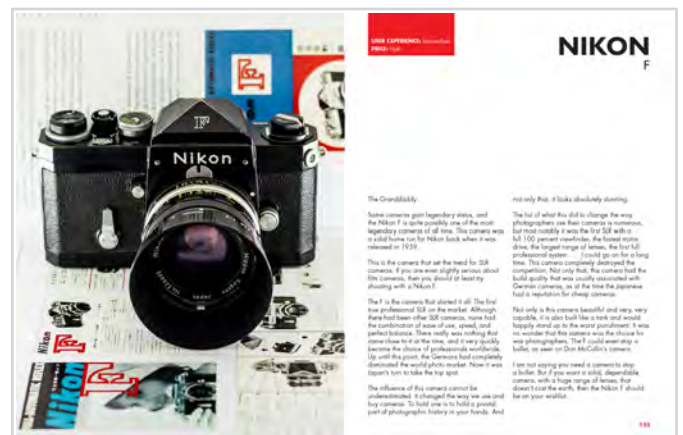 F
Nikon
Nikon
USER EXPERIENCE:
PRICE: High
NIKON
F
The Granddaddy
Some cameras gain legendary status, and
the Nikon F is quite possibly one of the most
legendary cameras of all time. This camera was
a solid home run for Nikon back when it was
released in 1959.
This is the camera that set the trend for SLR
cameras. If you are even slightly serious about
film cameras, then you should at least try
shooting with a Nikon F.
The F is the camera that started it all. The first
true professional SLR on the market. Although
there had been other SLR cameras, none had
the combination of ease of use, speed, and
perfect balance. There really was nothing that
came close to it at the time, and it very quickly
became the choice of professionals worldwide.
Up until this point, the Germans had completely
dominated the world photo market. Now it was
Japan's turn to take the top spot.
The influence of this camera cannot be
underestimated. It changed the way we use and
buy cameras. To hold one is to hold a pivotal
part of photographic history in your hands. And
not only that, it looks absolutely stunning.
The list of what this did to change the way
photographers use their cameras is numerous,
but most notably it was the first SLR with a
full 100 percent viewfinder, the fastest motor
drive, the largest range of lenses, the first full
professional system . . . I could go on for a long
time. This camera completely destroyed the
competition. Not only that, this camera had the
build quality that was usually associated with
German cameras, as at the time the Japanese
had a reputation for cheap cameras.
Not only is this camera beautiful and very, very
capable, it is also built like a tank and would
happily stand up to the worst punishment. It was
no wonder that this camera was the choice for
war photographers. The F could even stop a
bullet, as seen on Don McCullin's camera.
I am not saying you need a camera to stop
a bullet. But if you want a solid, dependable
camera, with a huge range of lenses, that
doesn't cost the earth, then the Nikon F should
be on your wishlist.